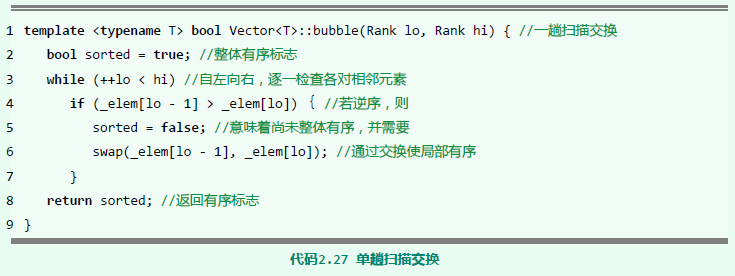 1 template <typename T> bool Vector<T>::bubble(Rank lo, Rank hi) { //一趟扫描交换
2 bool sorted = true; //整体有序标志
3 while (++lo < hi) //自左向右，逐一检查各对相邻元素
4 if (_elem[lo - 1] > _elem[lo]) { //若逆序，则
5 sorted = false; //意味着尚未整体有序，并需要
6 swap(_elem[lo - 1], _elem[lo]); //通过交换使局部有序
7 }
8 return sorted; //返回有序标志
9 }
代码2.27 单趟扫描交换